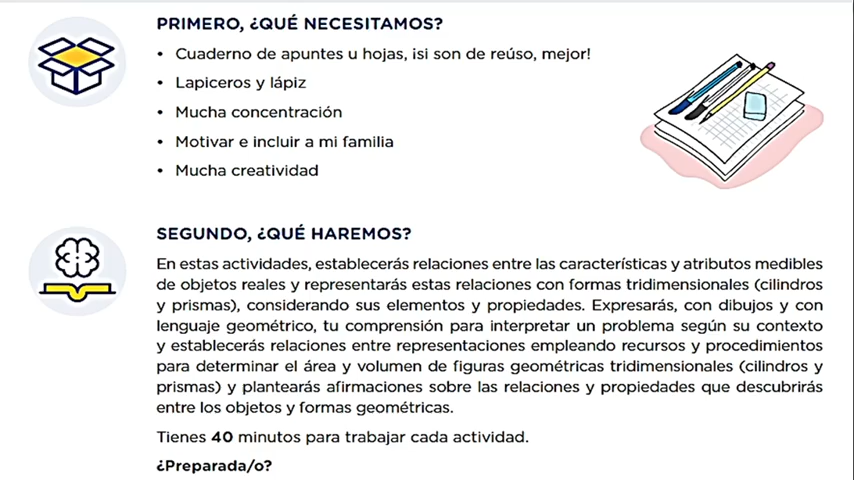 PRIMERO, ¿QUÉ NECESITAMOS?
• Cuaderno de apuntes u hojas, ¡si son de reúso, mejor!
• Lapiceros y lápiz
• Mucha concentración
• Motivar e incluir a mi familia
• Mucha creatividad
SEGUNDO, ¿QUÉ HAREMOS?
En estas actividades, establecerás relaciones entre las características y atributos medibles
de objetos reales y representarás estas relaciones con formas tridimensionales (cilindros
y prismas), considerando sus elementos y propiedades. Expresarás, con dibujos y con
lenguaje geométrico, tu comprensión para interpretar un problema según su contexto
y establecerás relaciones entre representaciones empleando recursos y procedimientos
para determinar el área y volumen de figuras geométricas tridimensionales (cilindros y
prismas) y plantearás afirmaciones sobre las relaciones y propiedades que descubrirás
entre los objetos y formas geométricas.
Tienes 40 minutos para trabajar cada actividad.
¿Preparada/o?